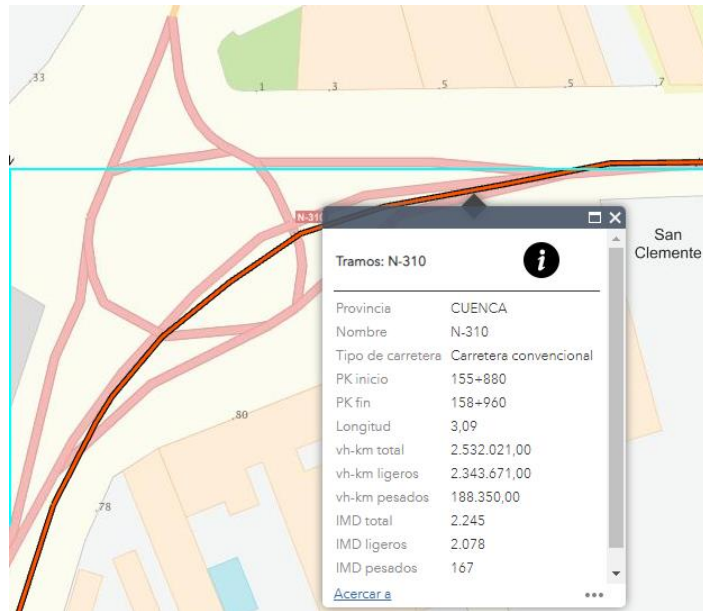 33
1
3
5
5
7
N-310
San
Clemente
Tramos: N-310
i
Provincia CUENCA
Nombre N-310
Tipo de carretera Carretera convencional
PK inicio 155+880
PK fin 158+960
Longitud 3,09
vh-km total 2.532.021,00
vh-km ligeros 2.343.671,00
vh-km pesados 188.350,00
IMD total 2.245
IMD ligeros 2.078
IMD pesados 167
Acercar a
80
78